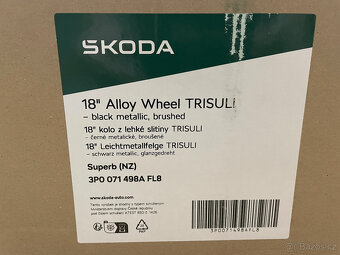 ŠKODA
18" Alloy Wheel TRISULI
– black metallic, brushed
18" kolo z lehké slitiny TRISULI
– černé metalické, broušené
18" Leichtmetallfelge TRISULI
– schwarz metallic, glanzgedreht
Superb (NZ)
3P0 071 498A FL8
www.skoda-auto.com
3P0071498AFL8